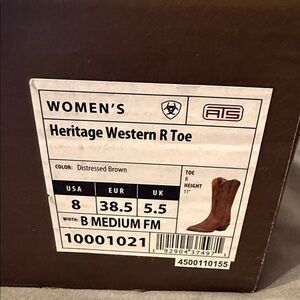 WOMEN'S
ATS
Heritage Western R Toe
COLOR: Distressed Brown
TOE
R
HEIGHT
11"
USA EUR UK
8 38.5 5.5
WIDTH: B MEDIUM FM
10001021
4500110155